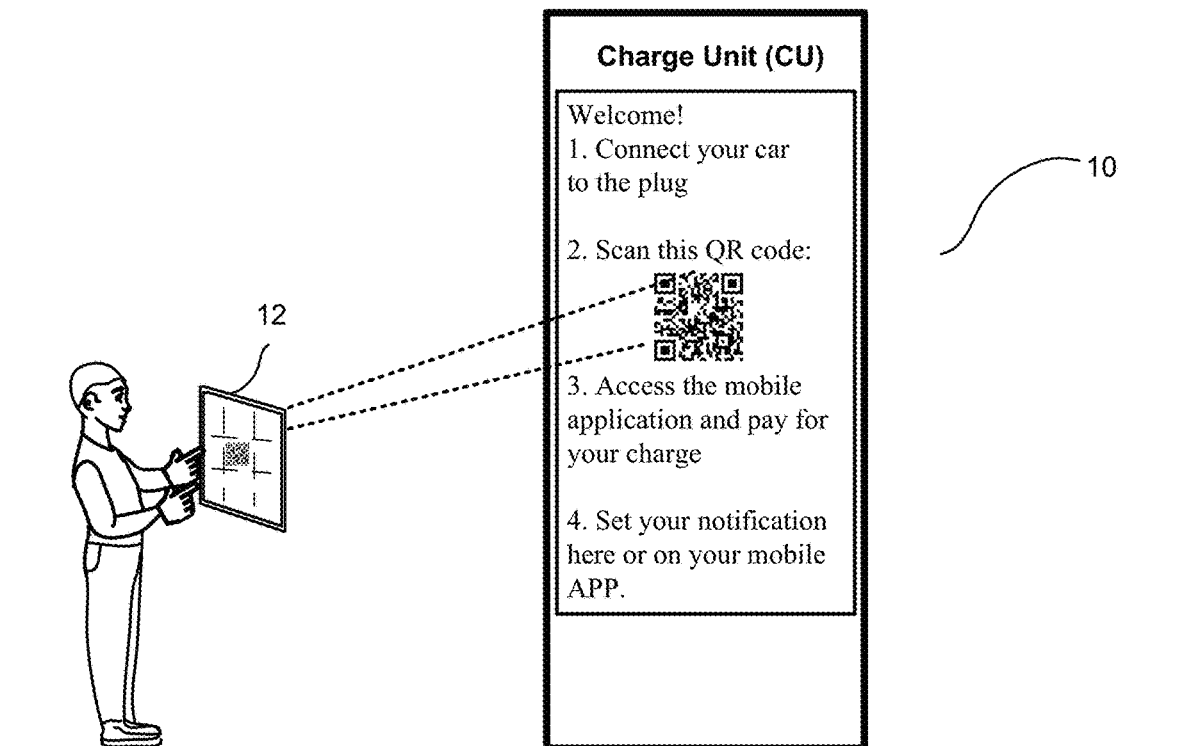 Charge Unit (CU)
Welcome!
1. Connect your car
to the plug
10
2. Scan this QR code:
12
3. Access the mobile
application and pay for
your charge
4. Set your notification
here or on your mobile
APP.